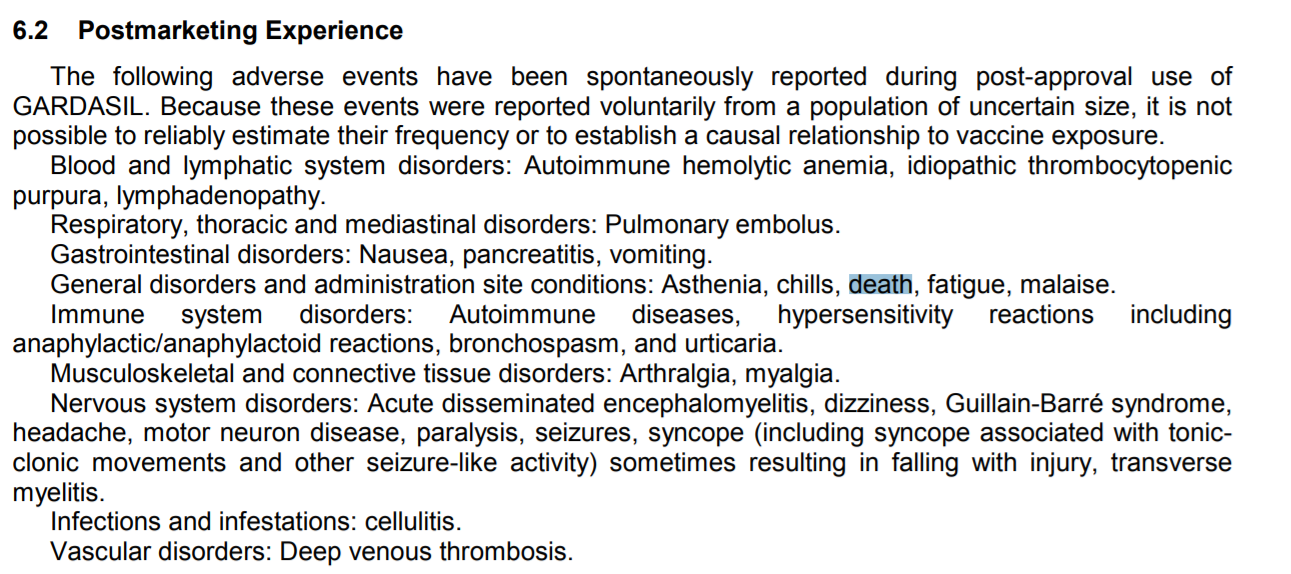 6.2 Postmarketing Experience
The following adverse events have been spontaneously reported during post-approval use of
GARDASIL. Because these events were reported voluntarily from a population of uncertain size, it is not
possible to reliably estimate their frequency or to establish a causal relationship to vaccine exposure.
Blood and lymphatic system disorders: Autoimmune hemolytic anemia, idiopathic thrombocytopenic
purpura, lymphadenopathy.
Respiratory, thoracic and mediastinal disorders: Pulmonary embolus.
Gastrointestinal disorders: Nausea, pancreatitis, vomiting.
General disorders and administration site conditions: Asthenia, chills, death, fatigue, malaise.
Immune system disorders: Autoimmune diseases, hypersensitivity reactions including
anaphylactic/anaphylactoid reactions, bronchospasm, and urticaria.
Musculoskeletal and connective tissue disorders: Arthralgia, myalgia.
Nervous system disorders: Acute disseminated encephalomyelitis, dizziness, Guillain-Barré syndrome,
headache, motor neuron disease, paralysis, seizures, syncope (including syncope associated with tonic-
clonic movements and other seizure-like activity) sometimes resulting in falling with injury, transverse
myelitis.
Infections and infestations: cellulitis.
Vascular disorders: Deep venous thrombosis.